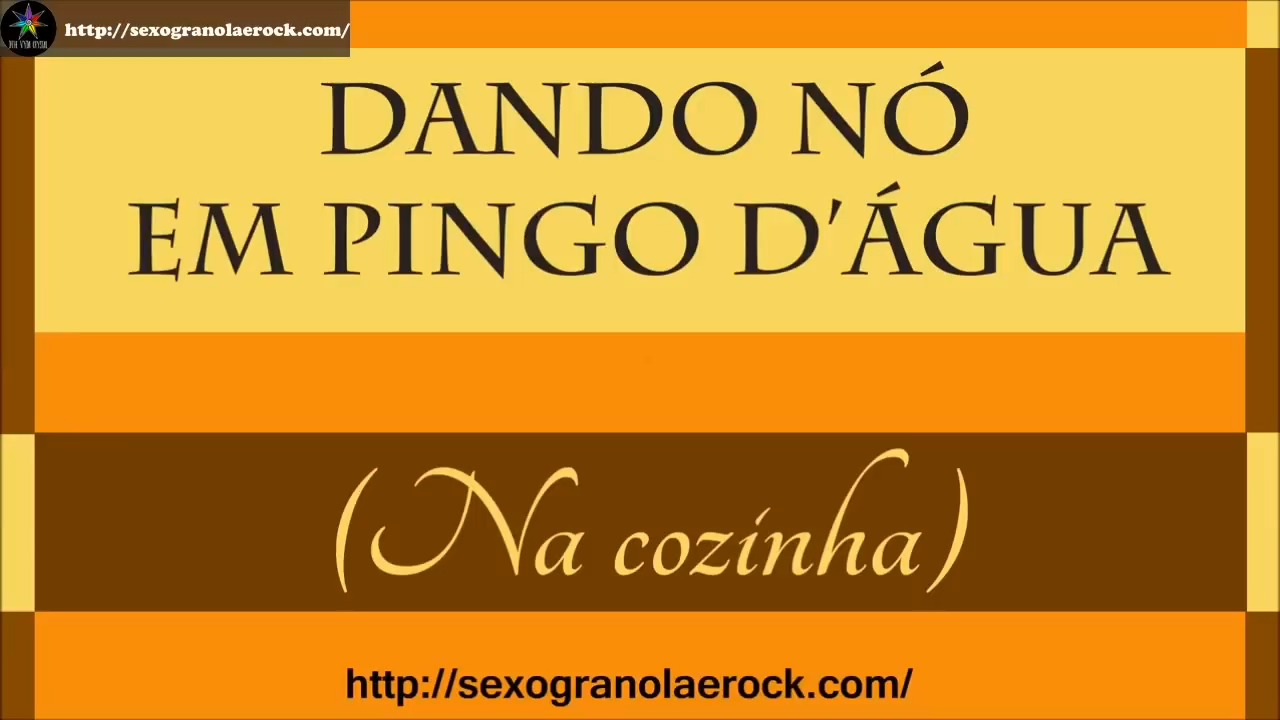 http://sexogranolaerock.com/
DANDO NÓ
EM PINGO D'ÁGUA
(Na cozinha)
http://sexogranolaerock.com/